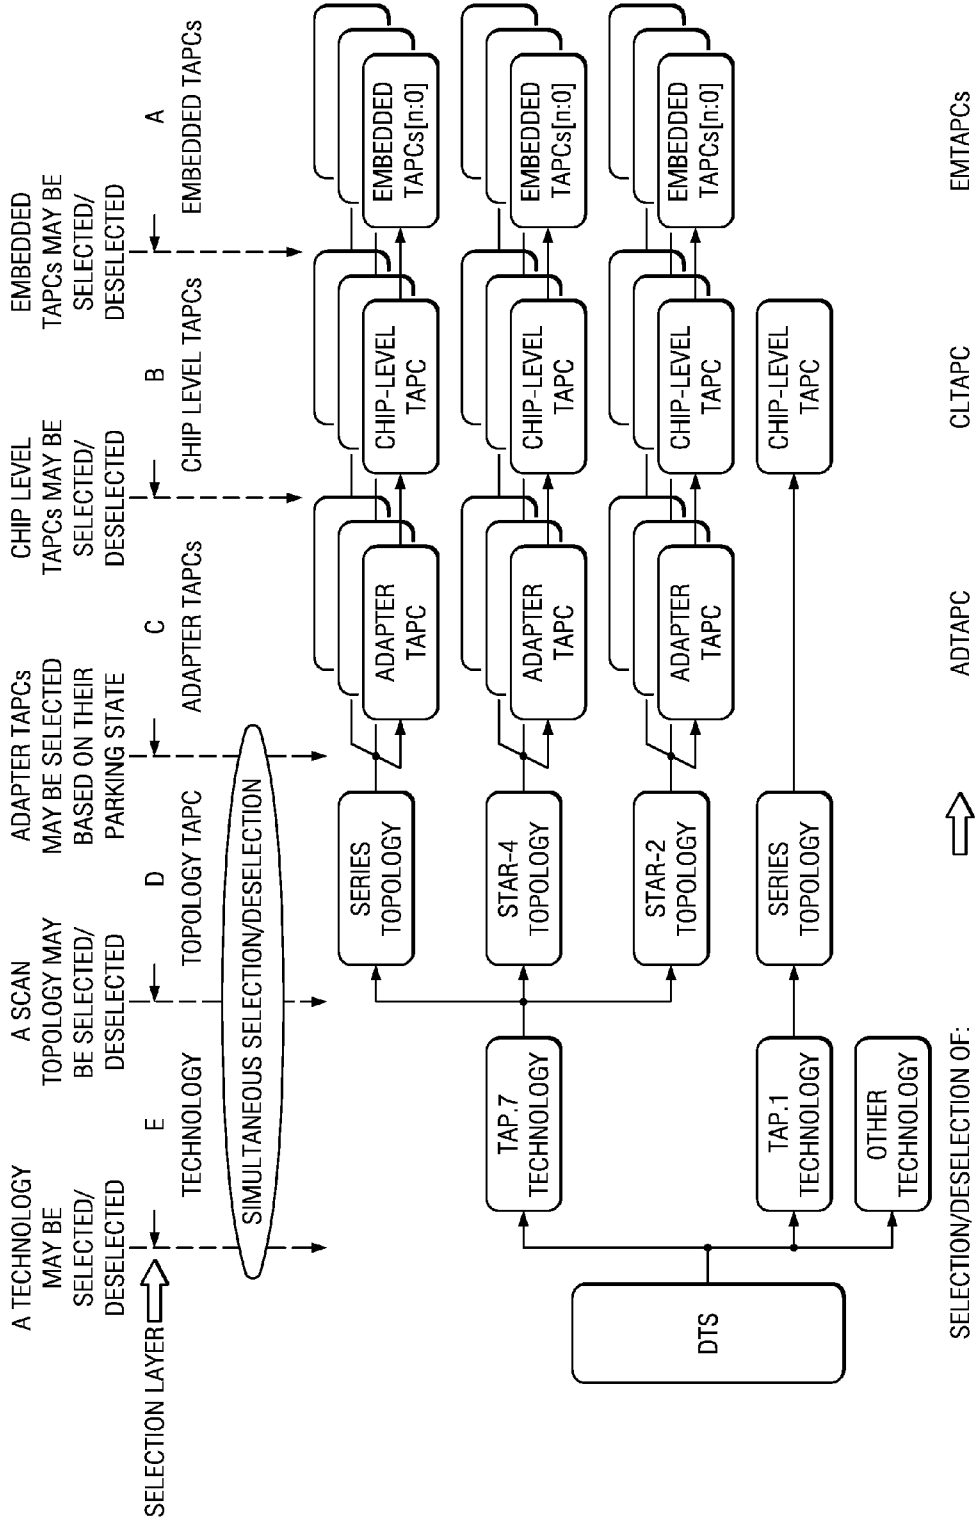 A TECHNOLOGY
MAY BE
SELECTED/
DESELECTED
A SCAN
TOPOLOGY MAY
BE SELECTED/
DESELECTED
ADAPTER TAPCs
MAY BE SELECTED
BASED ON THEIR
PARKING STATE
CHIP LEVEL
TAPCs MAY BE
SELECTED/
DESELECTED
EMBEDDED
TAPCs MAY BE
SELECTED/
DESELECTED
SELECTION LAYER
E
D
C
B
A
TECHNOLOGY
TOPOLOGY TAPC
ADAPTER TAPCs
CHIP LEVEL TAPCs
EMBEDDED TAPCs
SIMULTANEOUS SELECTION/DESELECTION
SERIES
TOPOLOGY
ADAPTER
TAPC
CHIP-LEVEL
TAPC
EMBEDDED
TAPCs[n:0]
TAP.7
TECHNOLOGY
STAR-4
TOPOLOGY
ADAPTER
TAPC
CHIP-LEVEL
TAPC
EMBEDDED
TAPCs[n:0]
DTS
STAR-2
TOPOLOGY
ADAPTER
TAPC
CHIP-LEVEL
TAPC
EMBEDDED
TAPCs[n:0]
TAP.1
TECHNOLOGY
SERIES
TOPOLOGY
CHIP-LEVEL
TAPC
OTHER
TECHNOLOGY
SELECTION/DESELECTION OF:
ADTAPC
CLTAPC
EMTAPCs